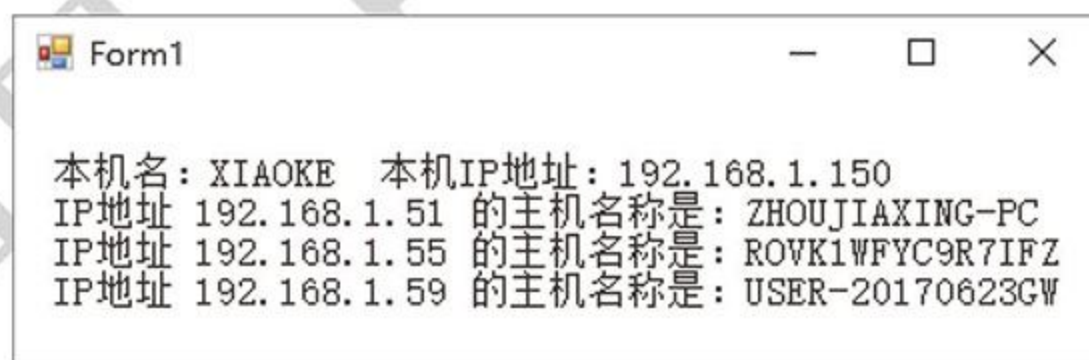 Form1
本机名：XIAOKE 本机IP地址：192.168.1.150
IP地址 192.168.1.51 的主机名称是：ZHOUJIAXING-PC
IP地址 192.168.1.55 的主机名称是：ROVK1WFYC9R7IFZ
IP地址 192.168.1.59 的主机名称是：USER-20170623GW